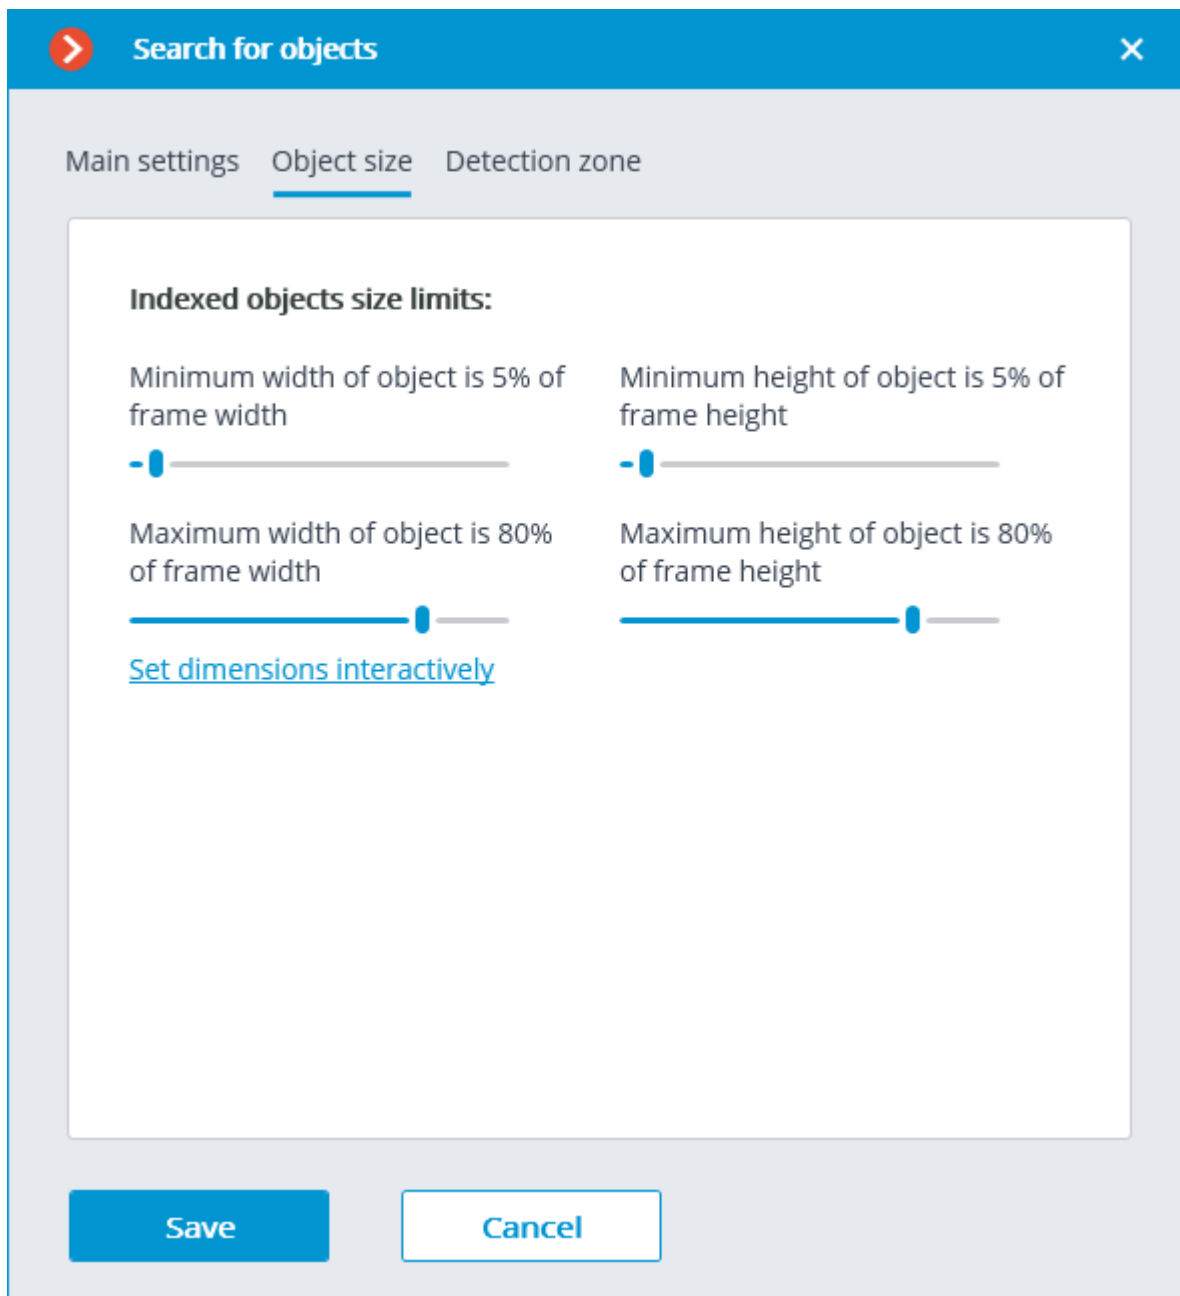 Search for objects
Main settings Object size Detection zone
Indexed objects size limits:
Minimum width of object is 5% of
frame width
Minimum height of object is 5% of
frame height
Maximum width of object is 80%
of frame width
Maximum height of object is 80%
of frame height
Set dimensions interactively
Save Cancel